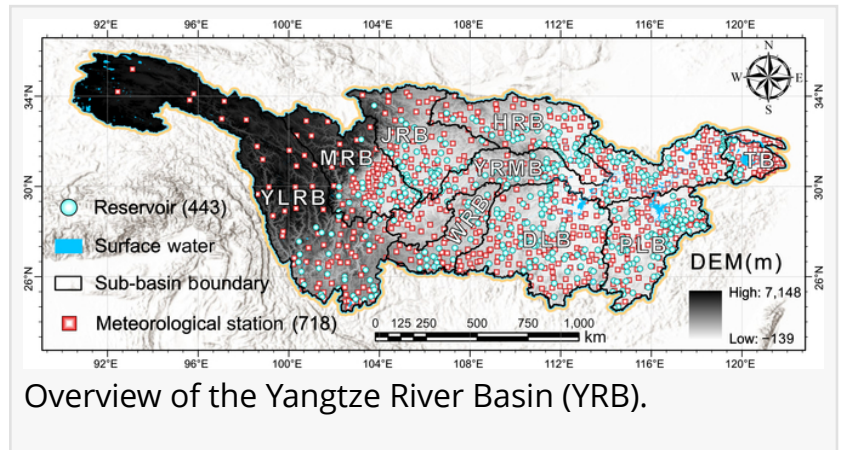 92°E 96°E 100°E 104°E 108°E 112°E 116°E 120°E
N
W E
S
34°N 34°N
HRB
JRB
MRB
YRMB
TB
30°N 30°N
YLRB
WRB
DLB
PLB
Reservoir (443)
Surface water
Sub-basin boundary
Meteorological station (718)
26°N 26°N
DEM(m)
High: 7,148
Low: −139
0 125 250 500 750 1,000
km
92°E 96°E 100°E 104°E 108°E 112°E 116°E 120°E
Overview of the Yangtze River Basin (YRB).